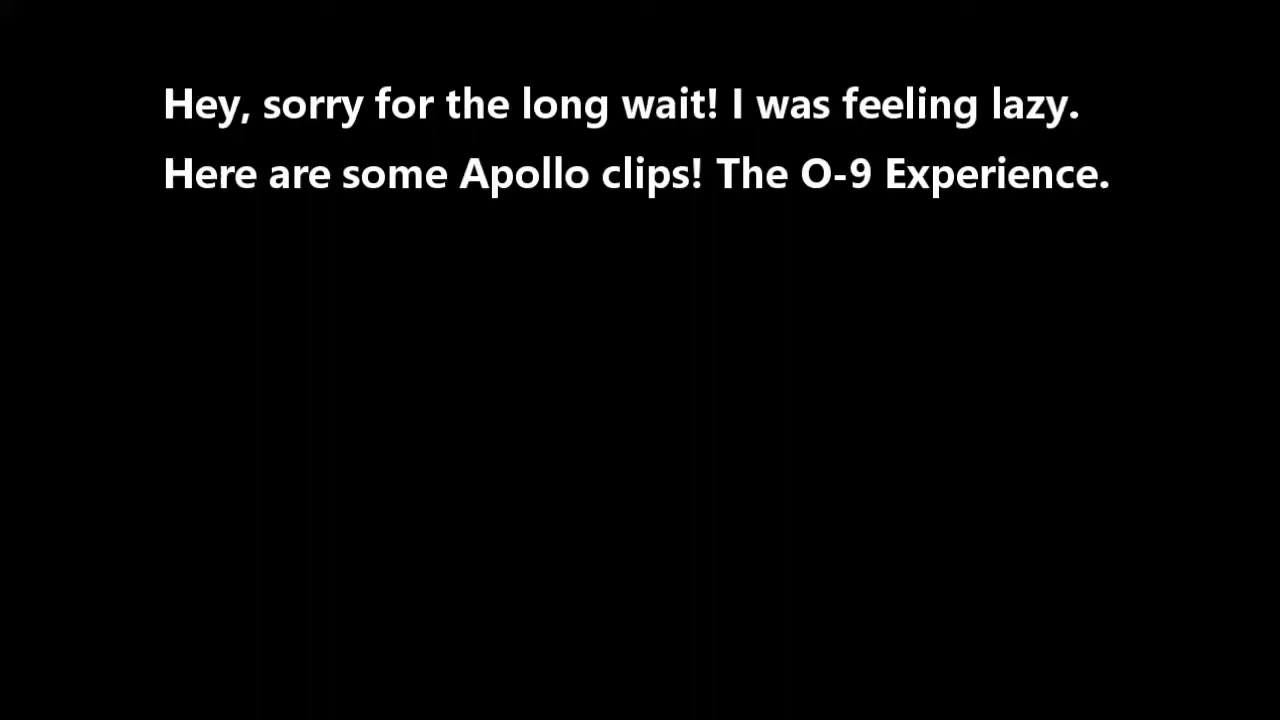 Hey, sorry for the long wait! I was feeling lazy.
Here are some Apollo clips! The O-9 Experience.